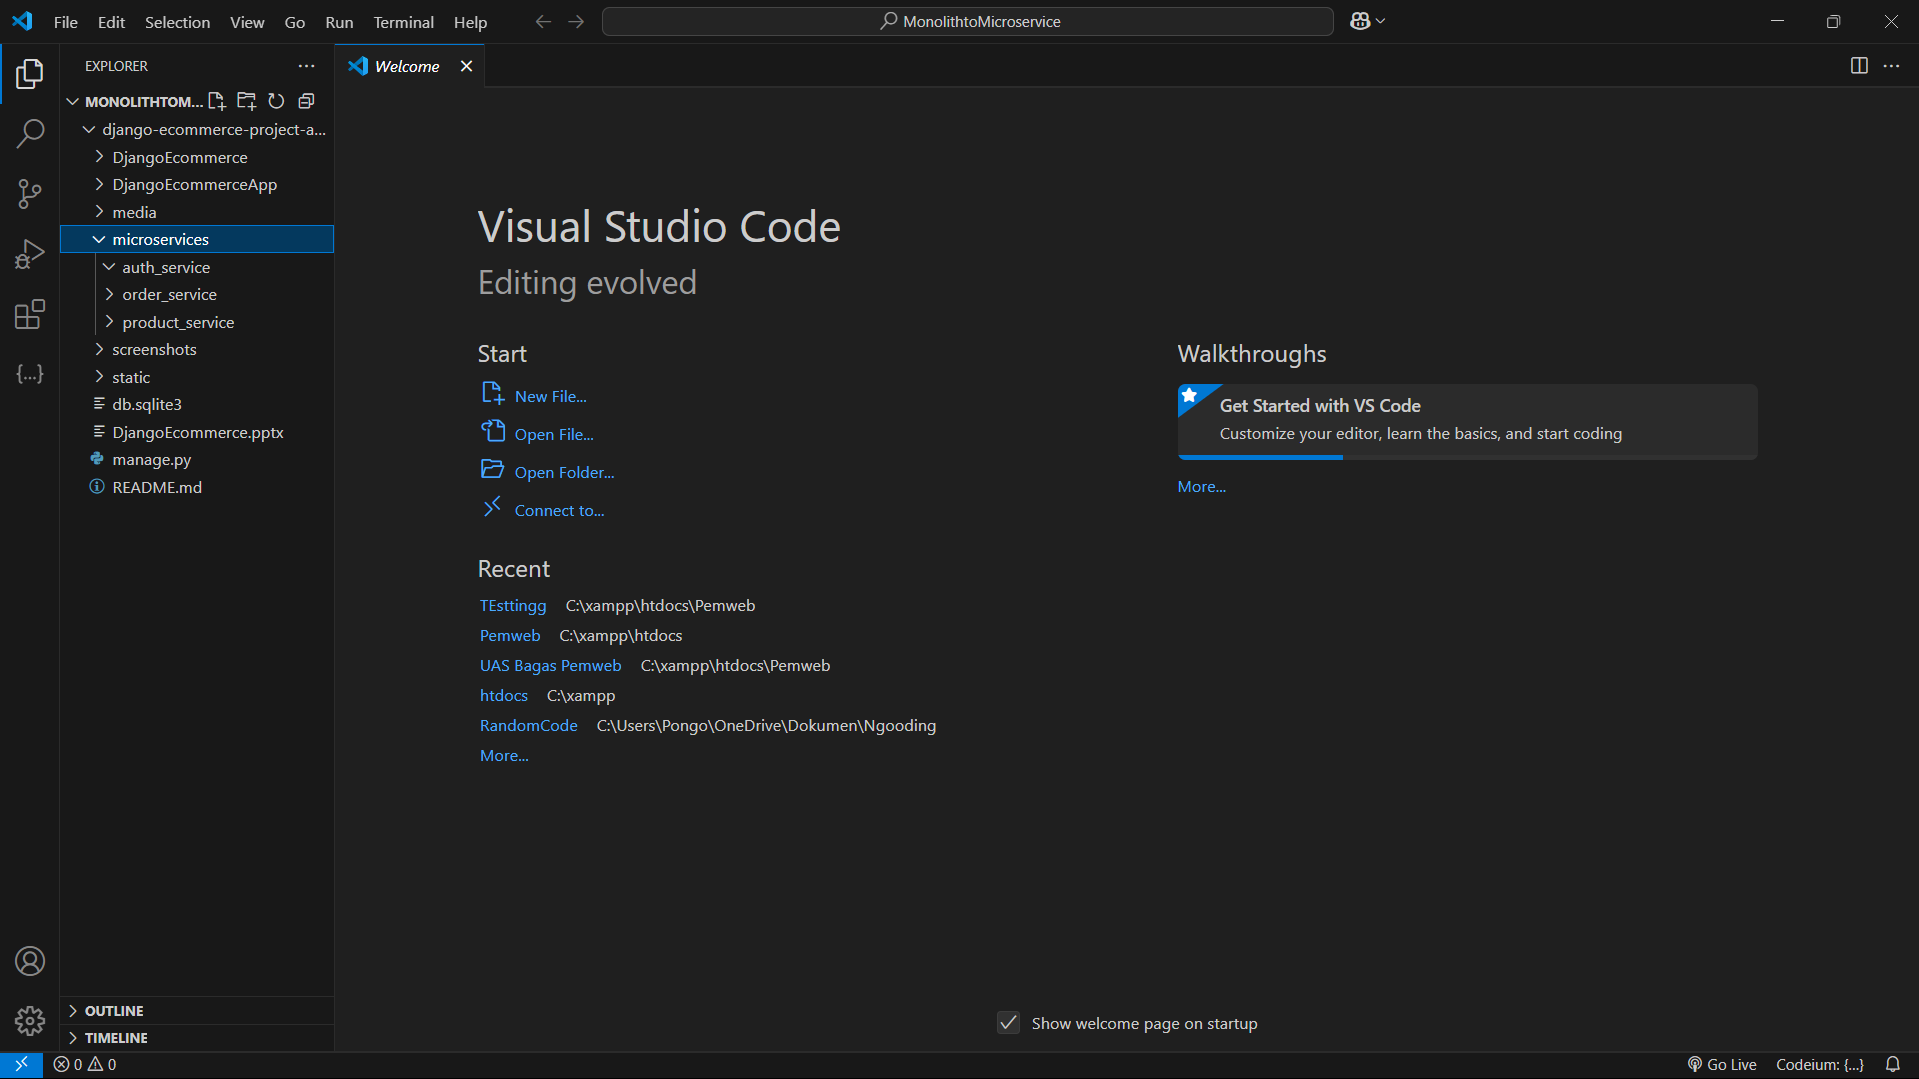 File Edit Selection View Go Run Terminal Help
MonolithtoMicroservice
EXPLORER
MONOLITHTOM...
django-ecommerce-project-a...
DjangoEcommerce
DjangoEcommerceApp
media
microservices
auth_service
order_service
product_service
screenshots
static
db.sqlite3
DjangoEcommerce.pptx
manage.py
README.md
OUTLINE
TIMELINE
Welcome
Visual Studio Code
Editing evolved
Start
New File...
Open File...
Open Folder...
Connect to...
Recent
TEsttingg C:\xampp\htdocs\Pemweb
Pemweb C:\xampp\htdocs
UAS Bagas Pemweb C:\xampp\htdocs\Pemweb
htdocs C:\xampp
RandomCode C:\Users\Pongo\OneDrive\Dokumen\Ngooding
More...
Walkthroughs
Get Started with VS Code
Customize your editor, learn the basics, and start coding
More...
Show welcome page on startup
0 0
Go Live Codeium: {...}